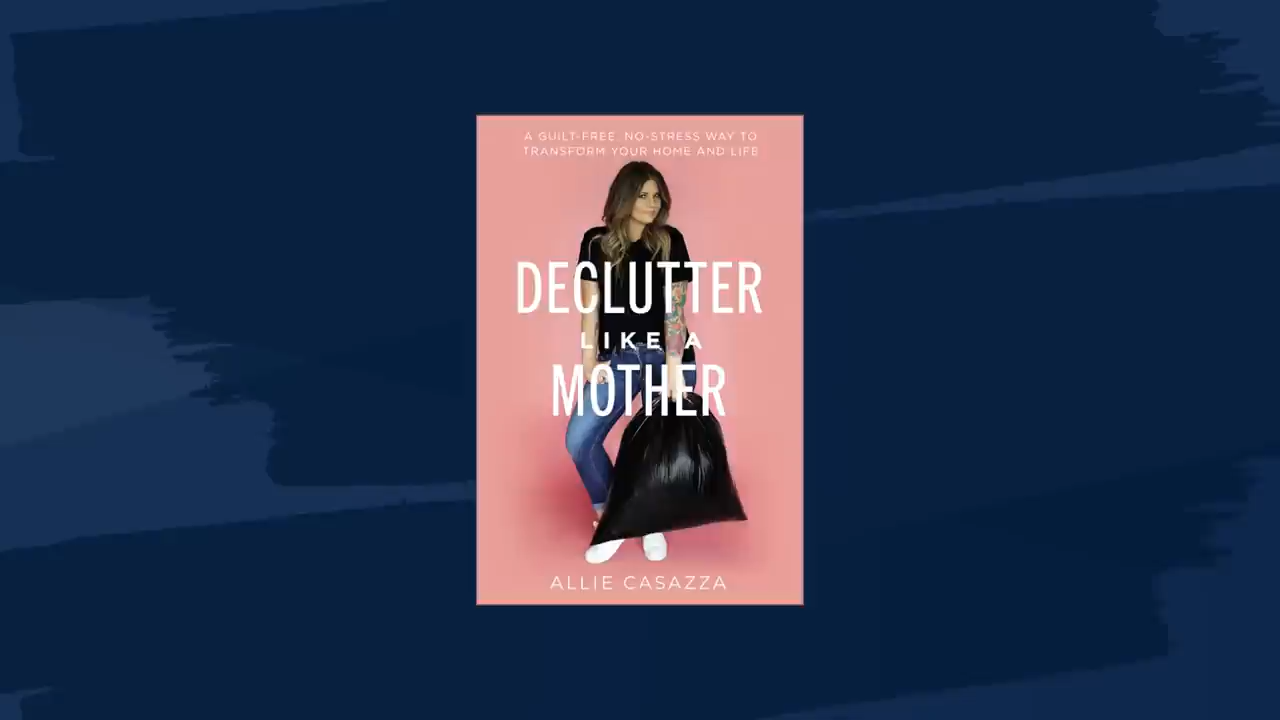 A GUILT-FREE, NO-STRESS WAY TO
TRANSFORM YOUR HOME AND LIFE
DECLUTTER
LIKE A
MOTHER
ALLIE CASAZZA